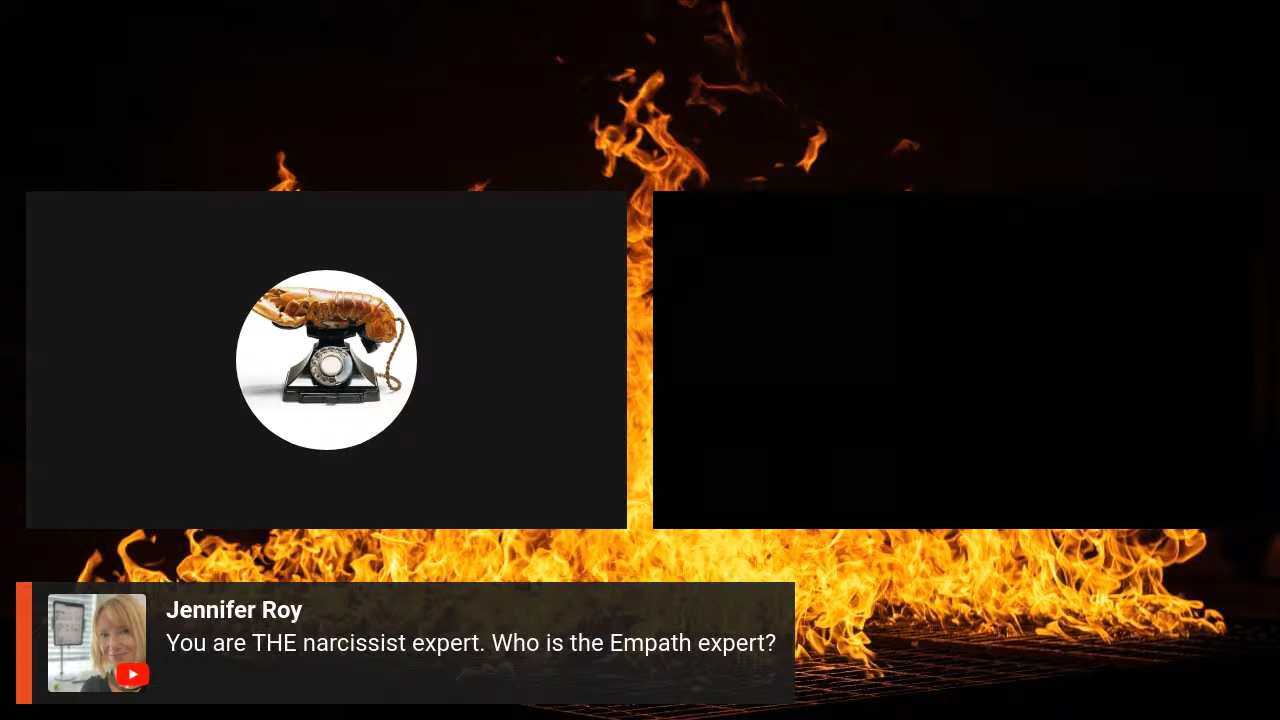 Jennifer Roy
You are THE narcissist expert. Who is the Empath expert?